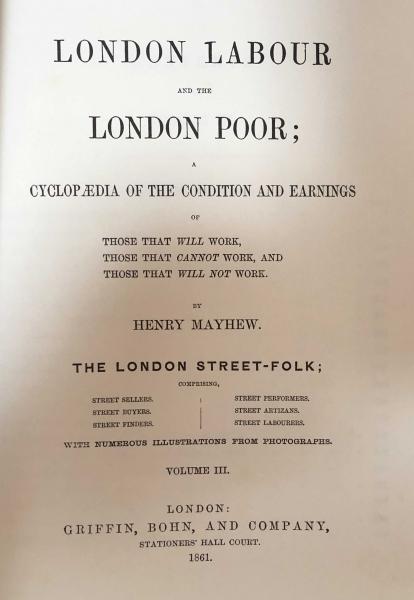 LONDON LABOUR
AND THE
LONDON POOR;
A
CYCLOPÆDIA OF THE CONDITION AND EARNINGS
OF
THOSE THAT WILL WORK,
THOSE THAT CANNOT WORK, AND
THOSE THAT WILL NOT WORK.
BY
HENRY MAYHEW.
THE LONDON STREET-FOLK;
COMPRISING,
STREET SELLERS. | STREET PERFORMERS.
STREET BUYERS. | STREET ARTIZANS.
STREET FINDERS. | STREET LABOURERS.
WITH NUMEROUS ILLUSTRATIONS FROM PHOTOGRAPHS.
VOLUME III.
LONDON:
GRIFFIN, BOHN, AND COMPANY,
STATIONERS' HALL COURT.
1861.